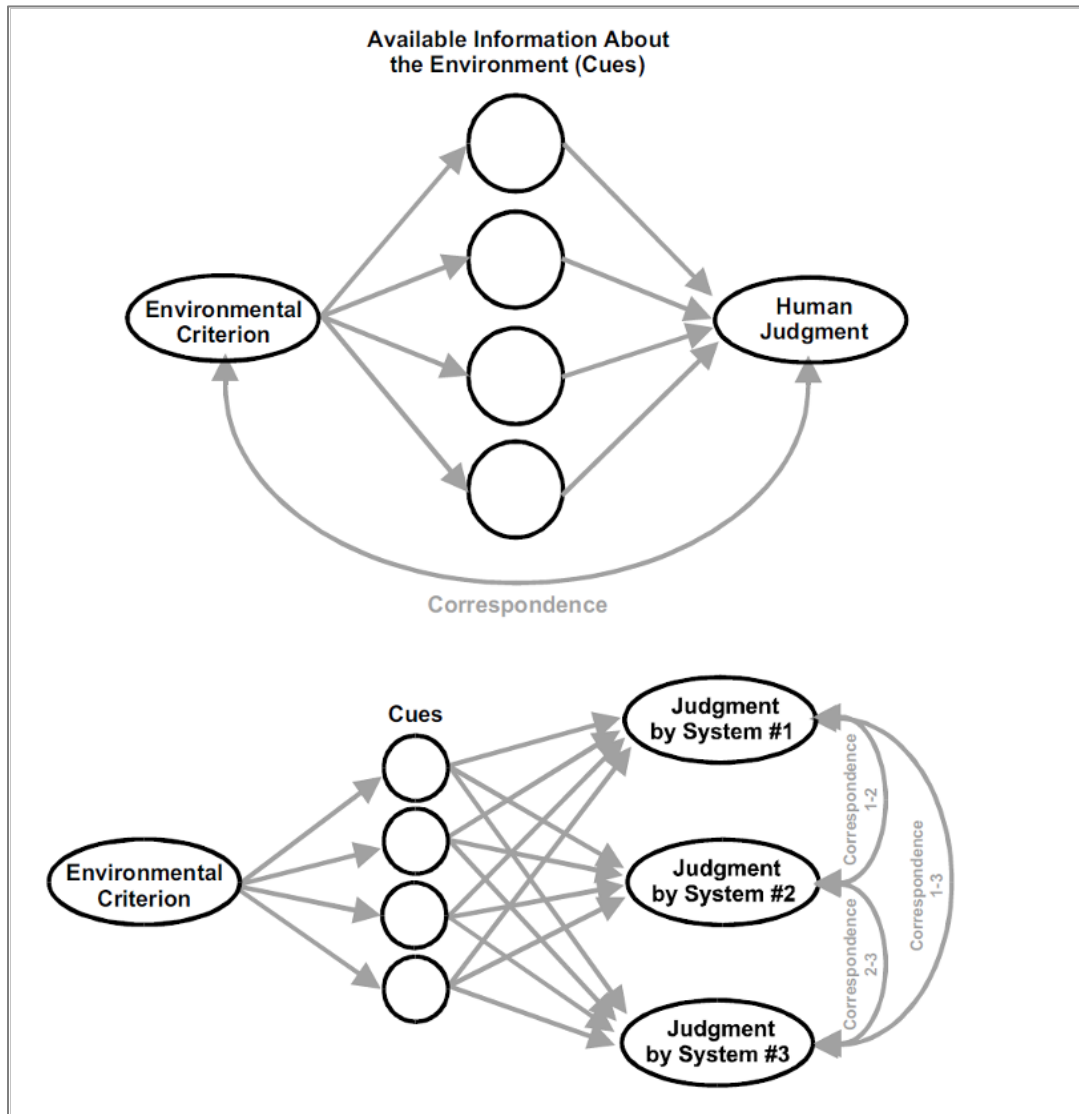 Available Information About
the Environment (Cues)
Environmental
Criterion
Human
Judgment
Correspondence
Cues
Environmental
Criterion
Judgment
by System #1
Judgment
by System #2
Judgment
by System #3
Correspondence
1-2
Correspondence
2-3
Correspondence
1-3